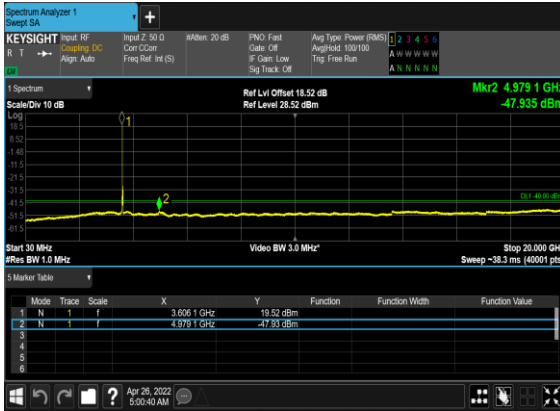 Spectrum Analyzer 1
Swept SA
+
KEYSIGHT Input: RF Input Z: 50 Ω #Atten: 20 dB PNO: Fast Avg Type: Power (RMS) 1 2 3 4 5 6
R T Coupling: DC Corr CCorr Gate: Off Avg|Hold: 100/100 A W W W W W
Align: Auto Freq Ref: Int (S) IF Gain: Low Trig: Free Run
Sig Track: Off A N N N N N
1 Spectrum Ref Lvl Offset 18.52 dB Mkr2 4.979 1 GHz
Scale/Div 10 dB Ref Level 28.52 dBm -47.935 dBm
Log
18.5
8.52
-1.48
-11.5
-21.5
-31.5
-41.5
-51.5
-61.5
1
2
DL1 -40.00 dBm
Start 30 MHz Video BW 3.0 MHz* Stop 20.000 GHz
#Res BW 1.0 MHz Sweep ~38.3 ms (40001 pts)
5 Marker Table
Mode Trace Scale X Y Function Function Width Function Value
1 N 1 f 3.606 1 GHz 19.52 dBm
2 N 1 f 4.979 1 GHz -47.93 dBm
3
4
5
6
? Apr 26, 2022
5:00:40 AM